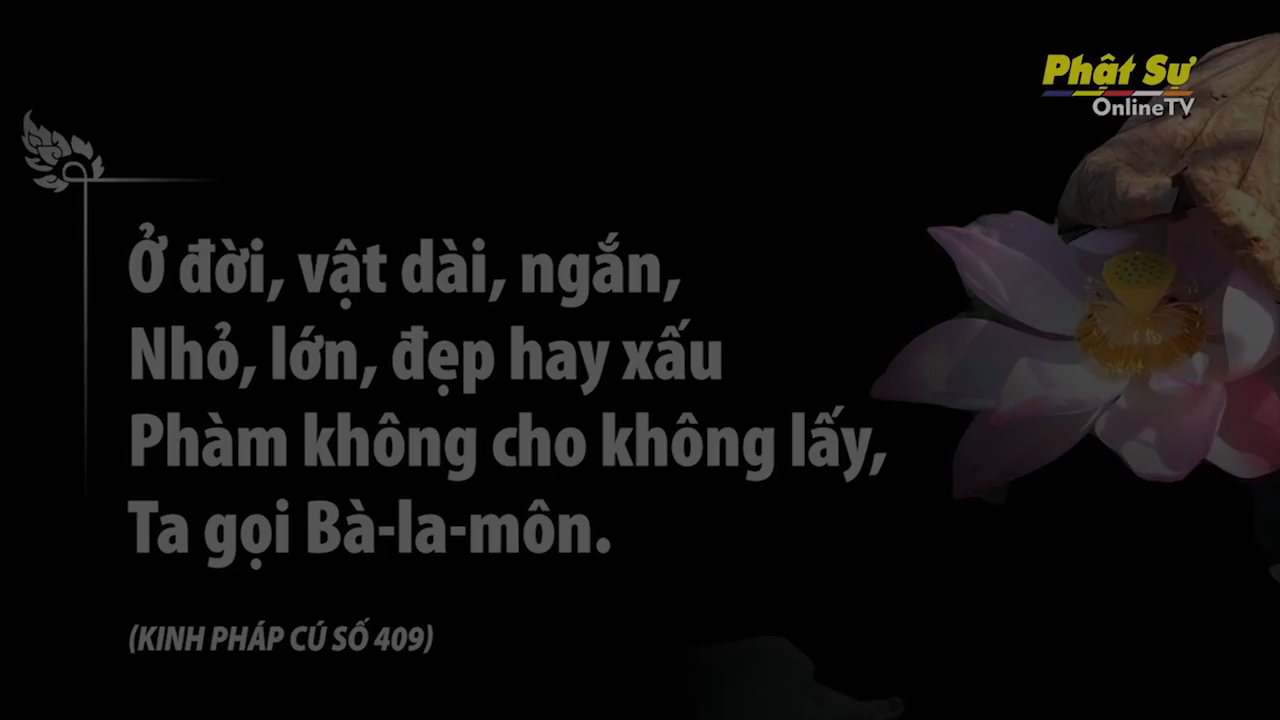 Phật Sự
OnlineTV
Ở đời, vật dài, ngắn,
Nhỏ, lớn, đẹp hay xấu
Phàm không cho không lấy,
Ta gọi Bà-la-môn.
(KINH PHÁP CÚ SỐ 409)